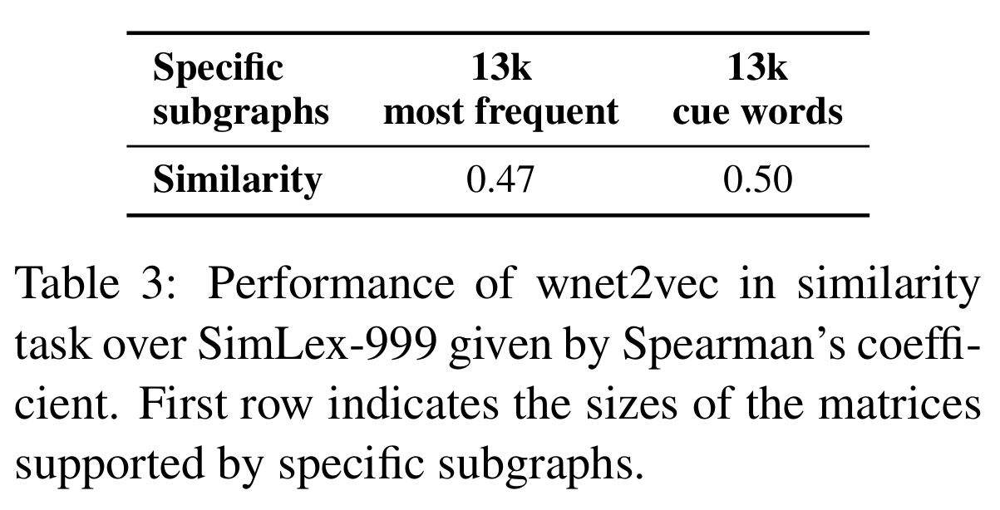 Specific 13k 13k
subgraphs most frequent cue words
Similarity 0.47 0.50
Table 3: Performance of wnet2vec in similarity
task over SimLex-999 given by Spearman's coeffi-
cient. First row indicates the sizes of the matrices
supported by specific subgraphs.